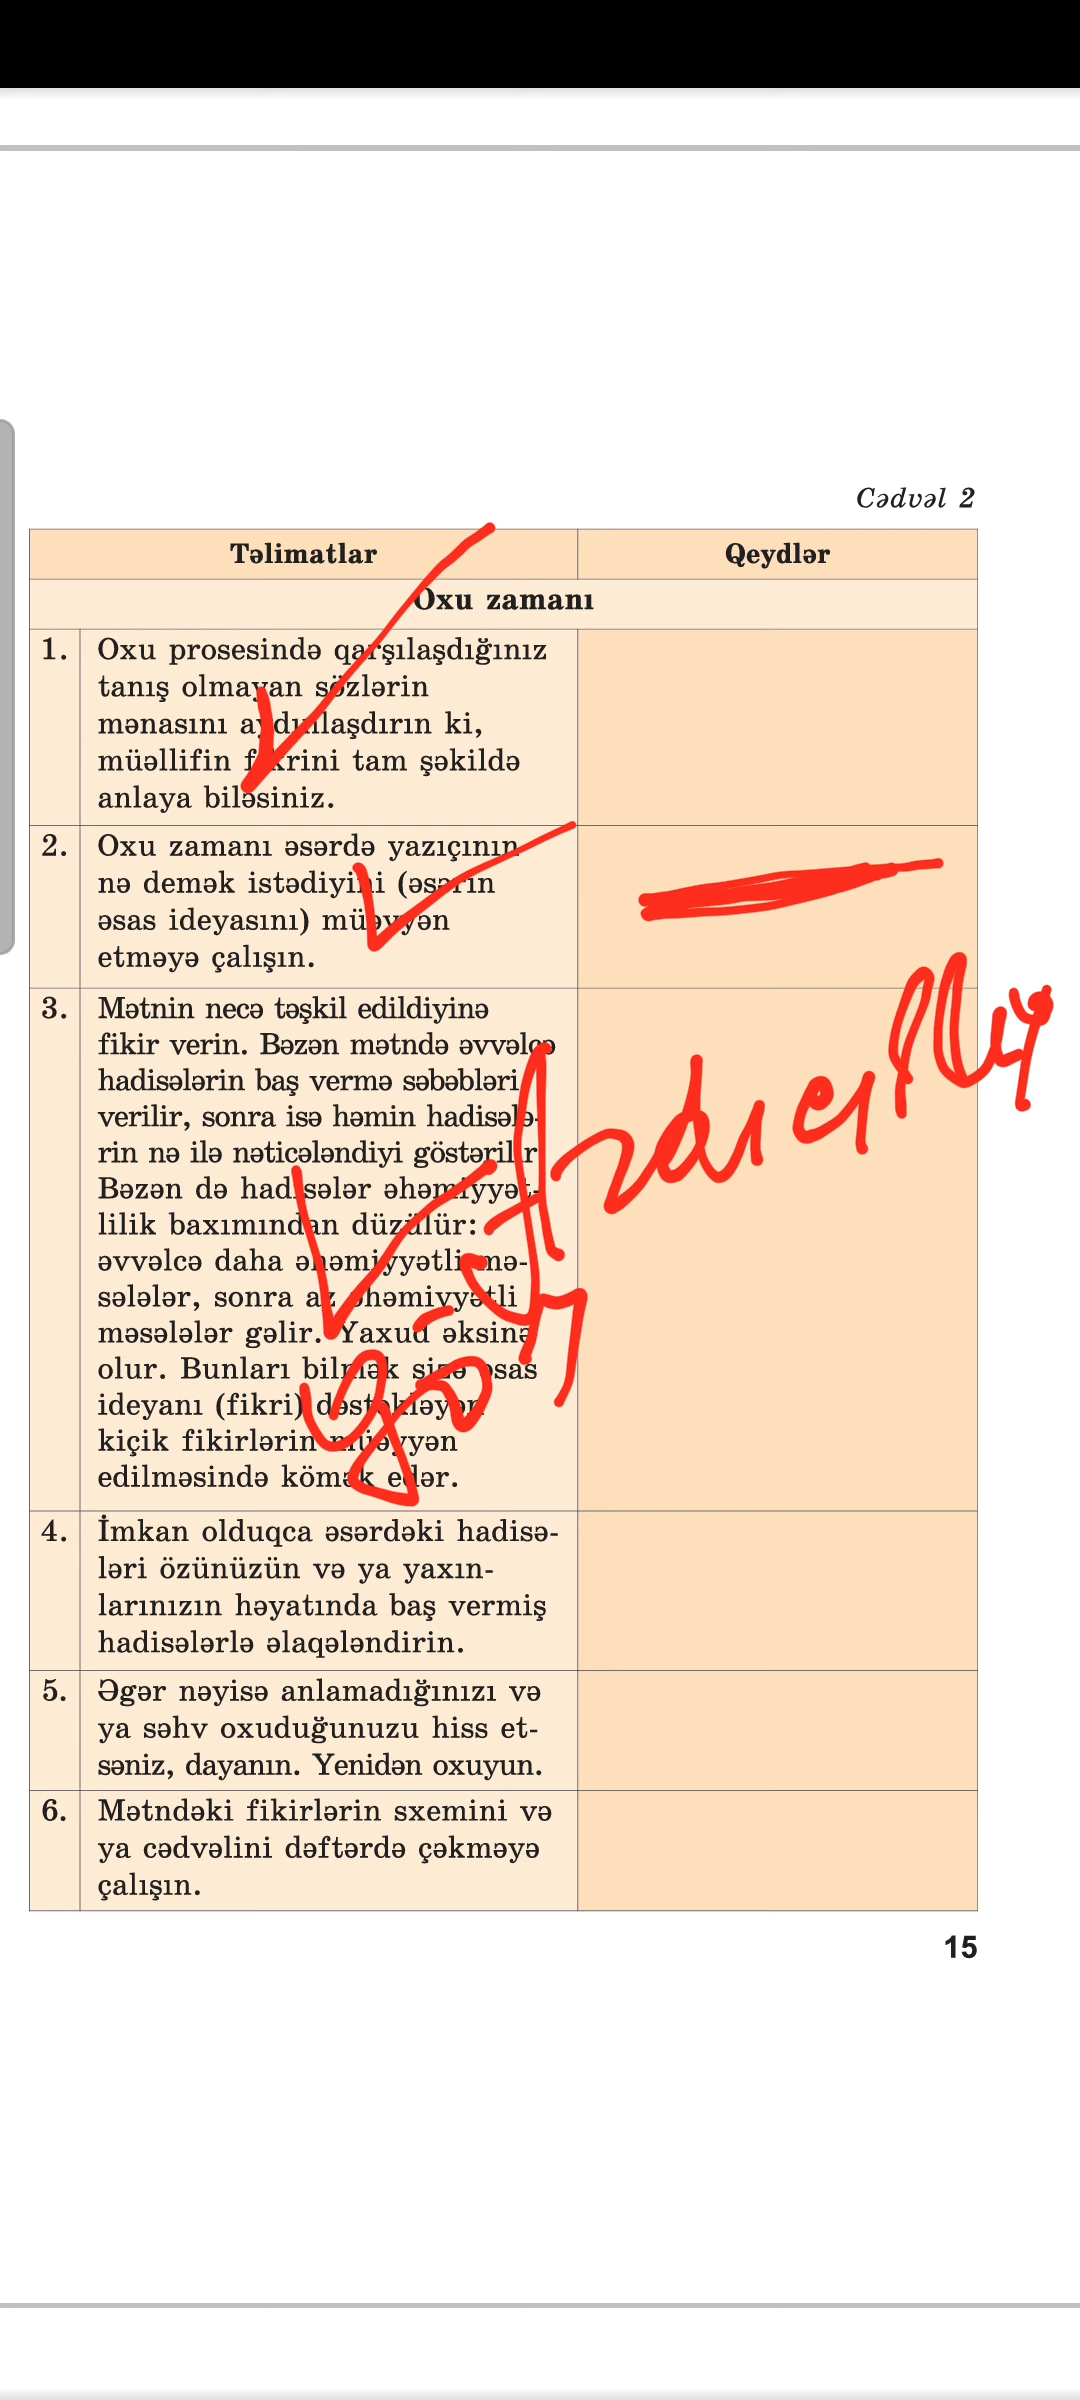 Cədvəl 2
Təlimatlar Qeydlər
Oxu zamanı
1. Oxu prosesində qarşılaşdığınız
tanış olmayan sözlərin
mənasını aydınlaşdırın ki,
müəllifin fikrini tam şəkildə
anlaya biləsiniz.
2. Oxu zamanı əsərdə yazıçının
nə demək istədiyini (əsərin
əsas ideyasını) müəyyən
etməyə çalışın.
3. Mətnin necə təşkil edildiyinə
fikir verin. Bəzən mətndə əvvəlcə
hadisələrin baş vermə səbəbləri
verilir, sonra isə həmin hadisələ-
rin nə ilə nəticələndiyi göstərilir.
Bəzən də hadisələr əhəmiyyət-
lilik baxımından düzülür:
əvvəlcə daha əhəmiyyətli mə-
sələlər, sonra az əhəmiyyətli
məsələlər gəlir. Yaxud əksinə
olur. Bunları bilmək sizə əsas
ideyanı (fikri) dəstəkləyən
kiçik fikirlərin müəyyən
edilməsində kömək edər.
4. İmkan olduqca əsərdəki hadisə-
ləri özünüzün və ya yaxın-
larınızın həyatında baş vermiş
hadisələrlə əlaqələndirin.
5. Əgər nəyisə anlamadığınızı və
ya səhv oxuduğunuzu hiss et-
səniz, dayanın. Yenidən oxuyun.
6. Mətndəki fikirlərin sxemini və
ya cədvəlini dəftərdə çəkməyə
çalışın.
15